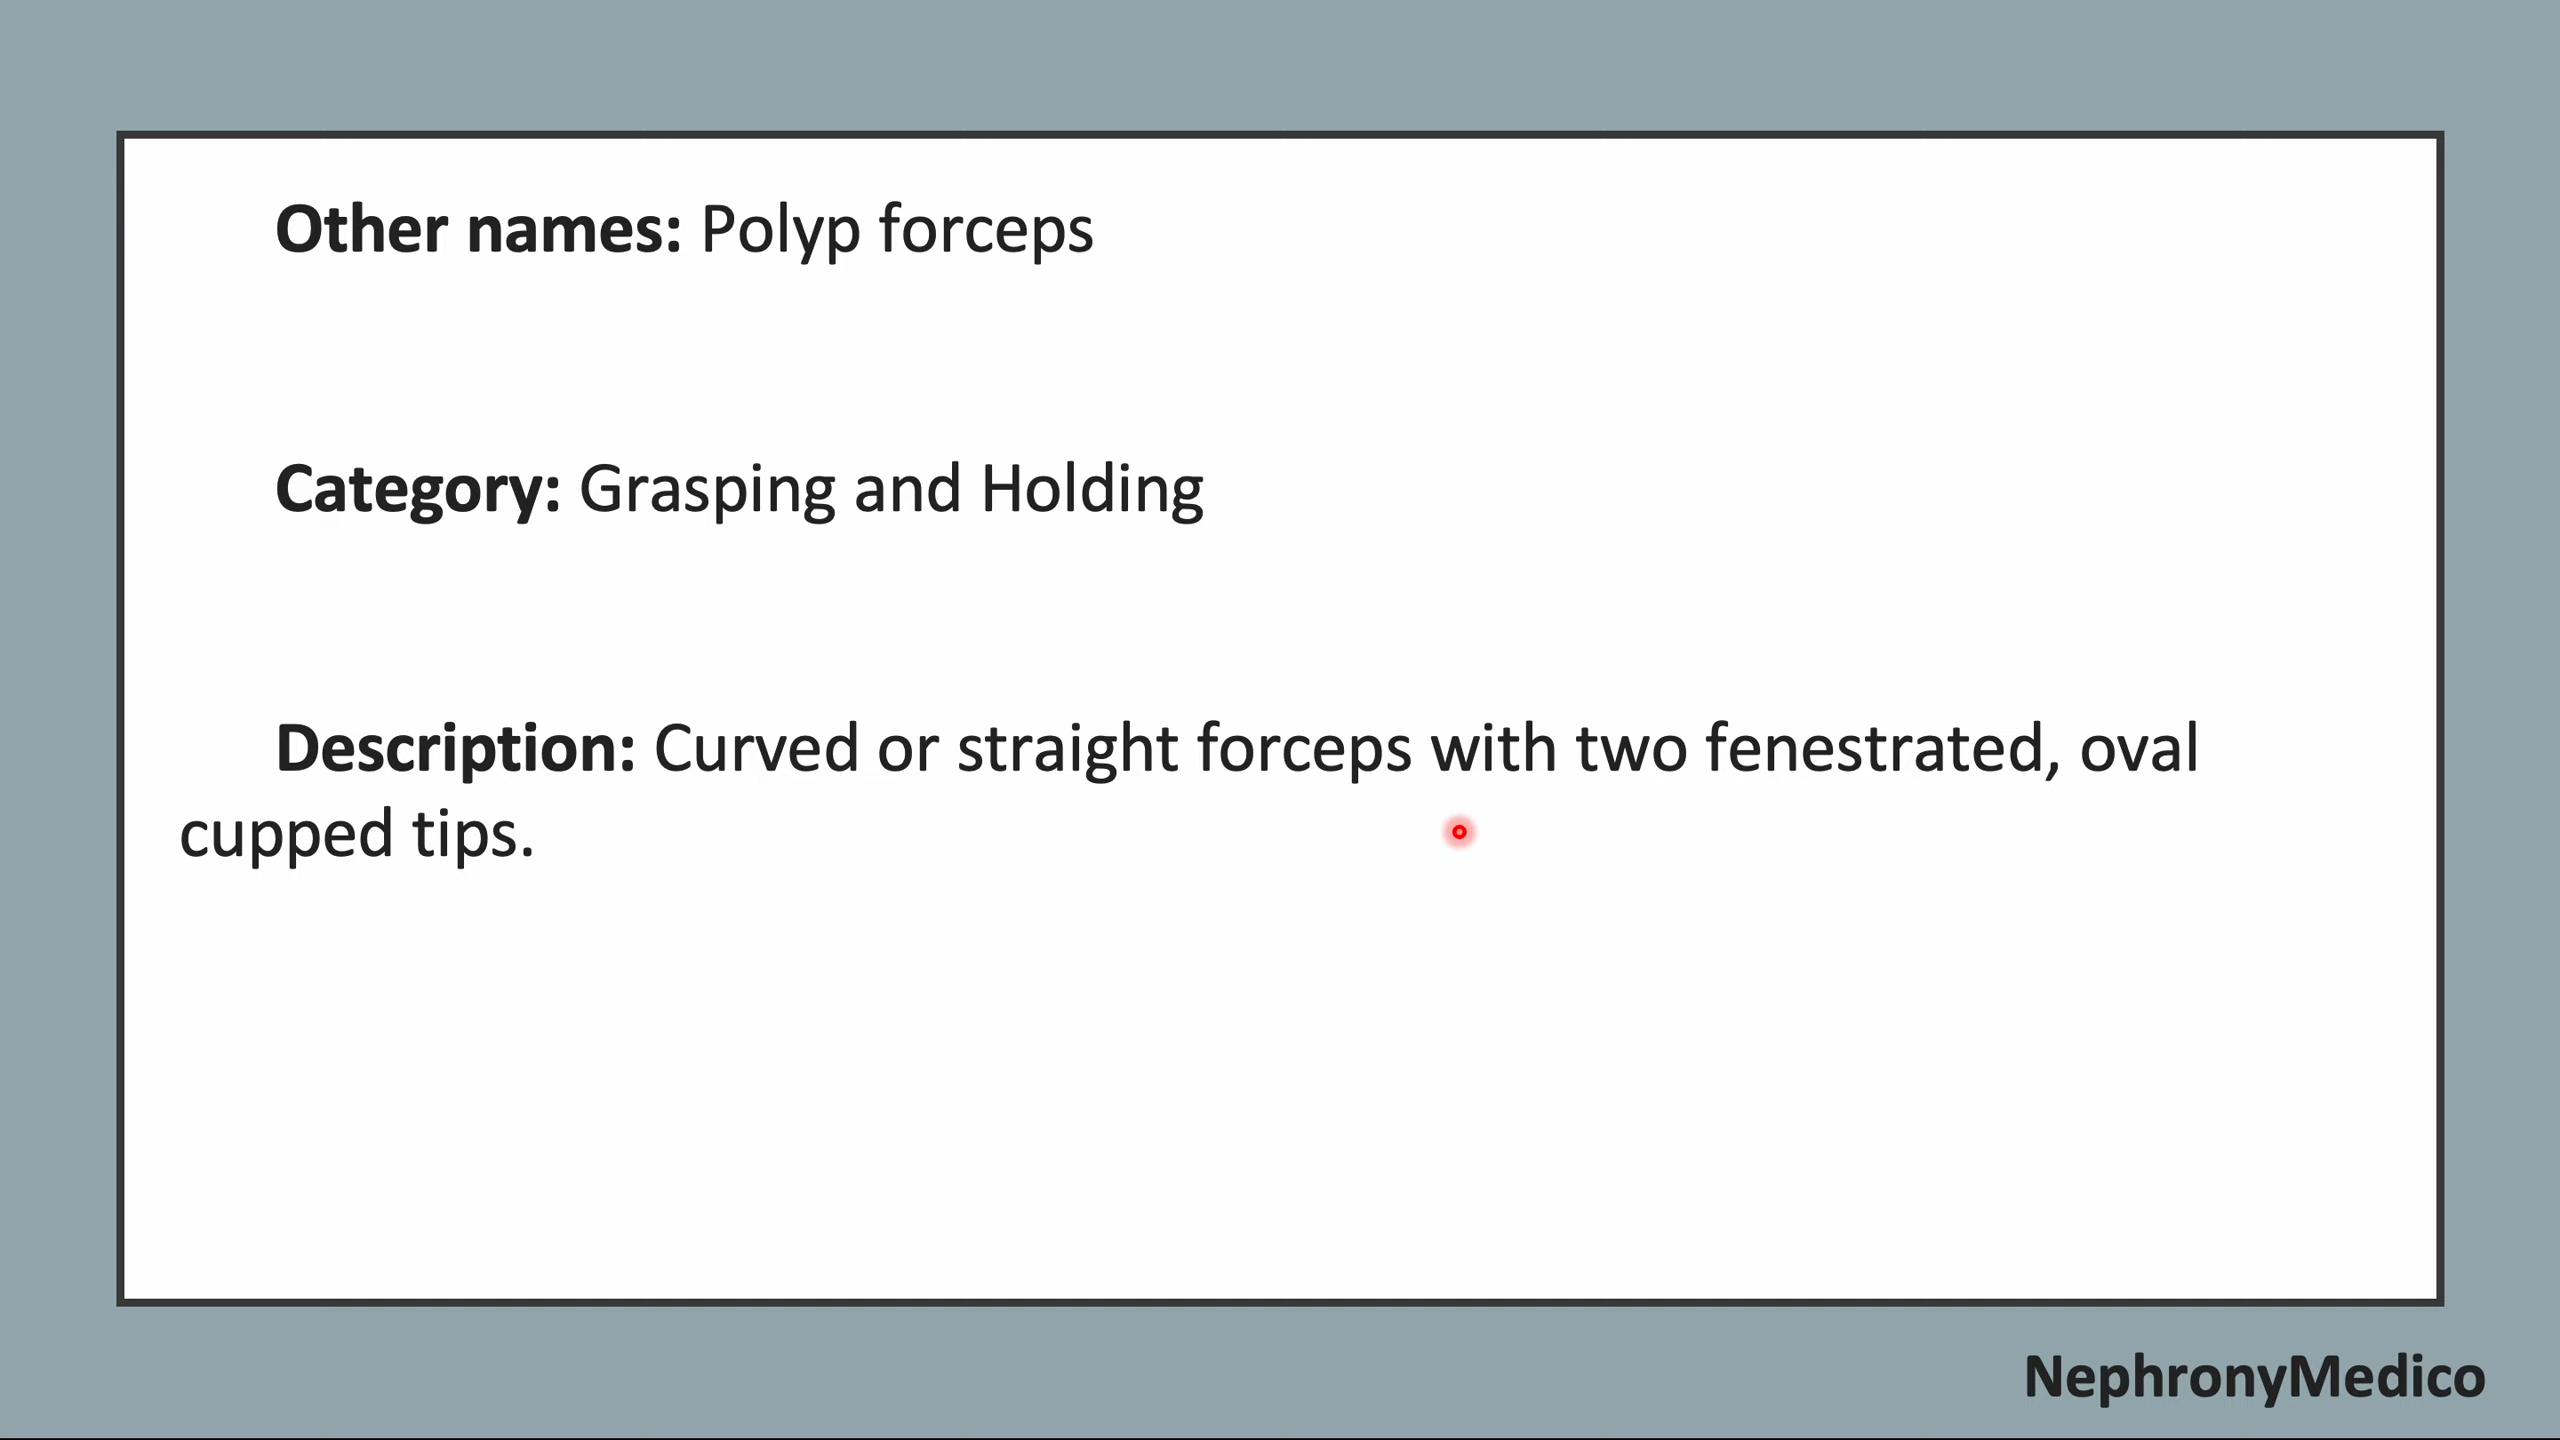 Other names: Polyp forceps
Category: Grasping and Holding
Description: Curved or straight forceps with two fenestrated, oval
cupped tips.
NephronyMedico